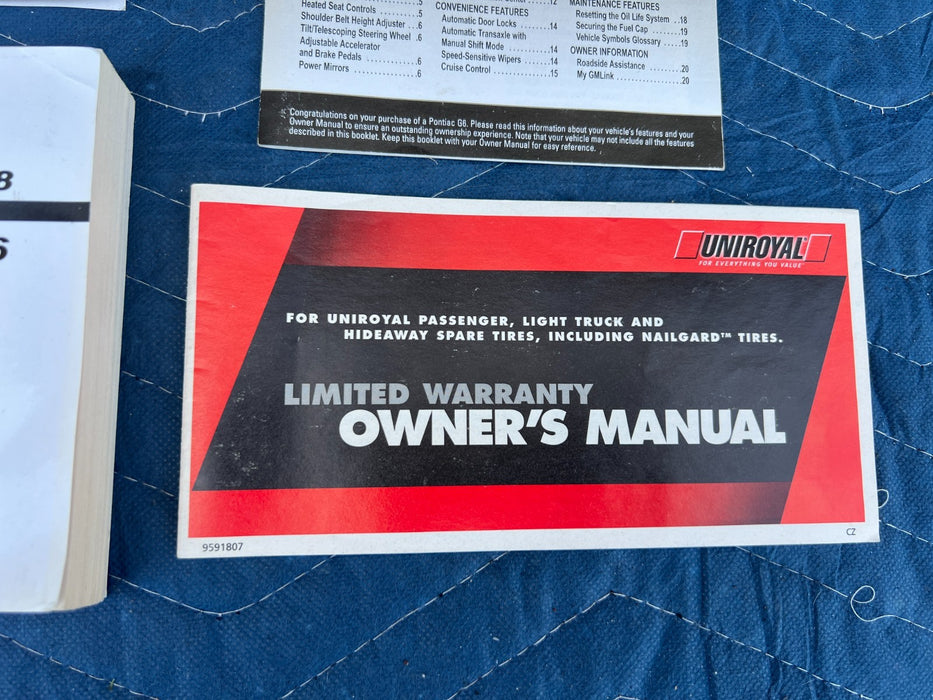 Heated Seat Controls ..........5
Shoulder Belt Height Adjuster ...6
Tilt/Telescoping Steering Wheel .6
Adjustable Accelerator
and Brake Pedals .............6
Power Mirrors ................6
............12
CONVENIENCE FEATURES
Automatic Door Locks .........14
Automatic Transaxle with
Manual Shift Mode ..........14
Speed-Sensitive Wipers .......14
Cruise Control ...............15
MAINTENANCE FEATURES
Resetting the Oil Life System ..18
Securing the Fuel Cap ........19
Vehicle Symbols Glossary .....19
OWNER INFORMATION
Roadside Assistance .........20
My GMLink .................20
Congratulations on your purchase of a Pontiac G6. Please read this information about your vehicle's features and your
Owner Manual to ensure an outstanding ownership experience. Note that your vehicle may not include all the features
described in this booklet. Keep this booklet with your Owner Manual for easy reference.
8
6
UNIROYAL
FOR EVERYTHING YOU VALUE™
FOR UNIROYAL PASSENGER, LIGHT TRUCK AND
HIDEAWAY SPARE TIRES, INCLUDING NAILGARD™ TIRES.
LIMITED WARRANTY
OWNER'S MANUAL
9591807
CZ